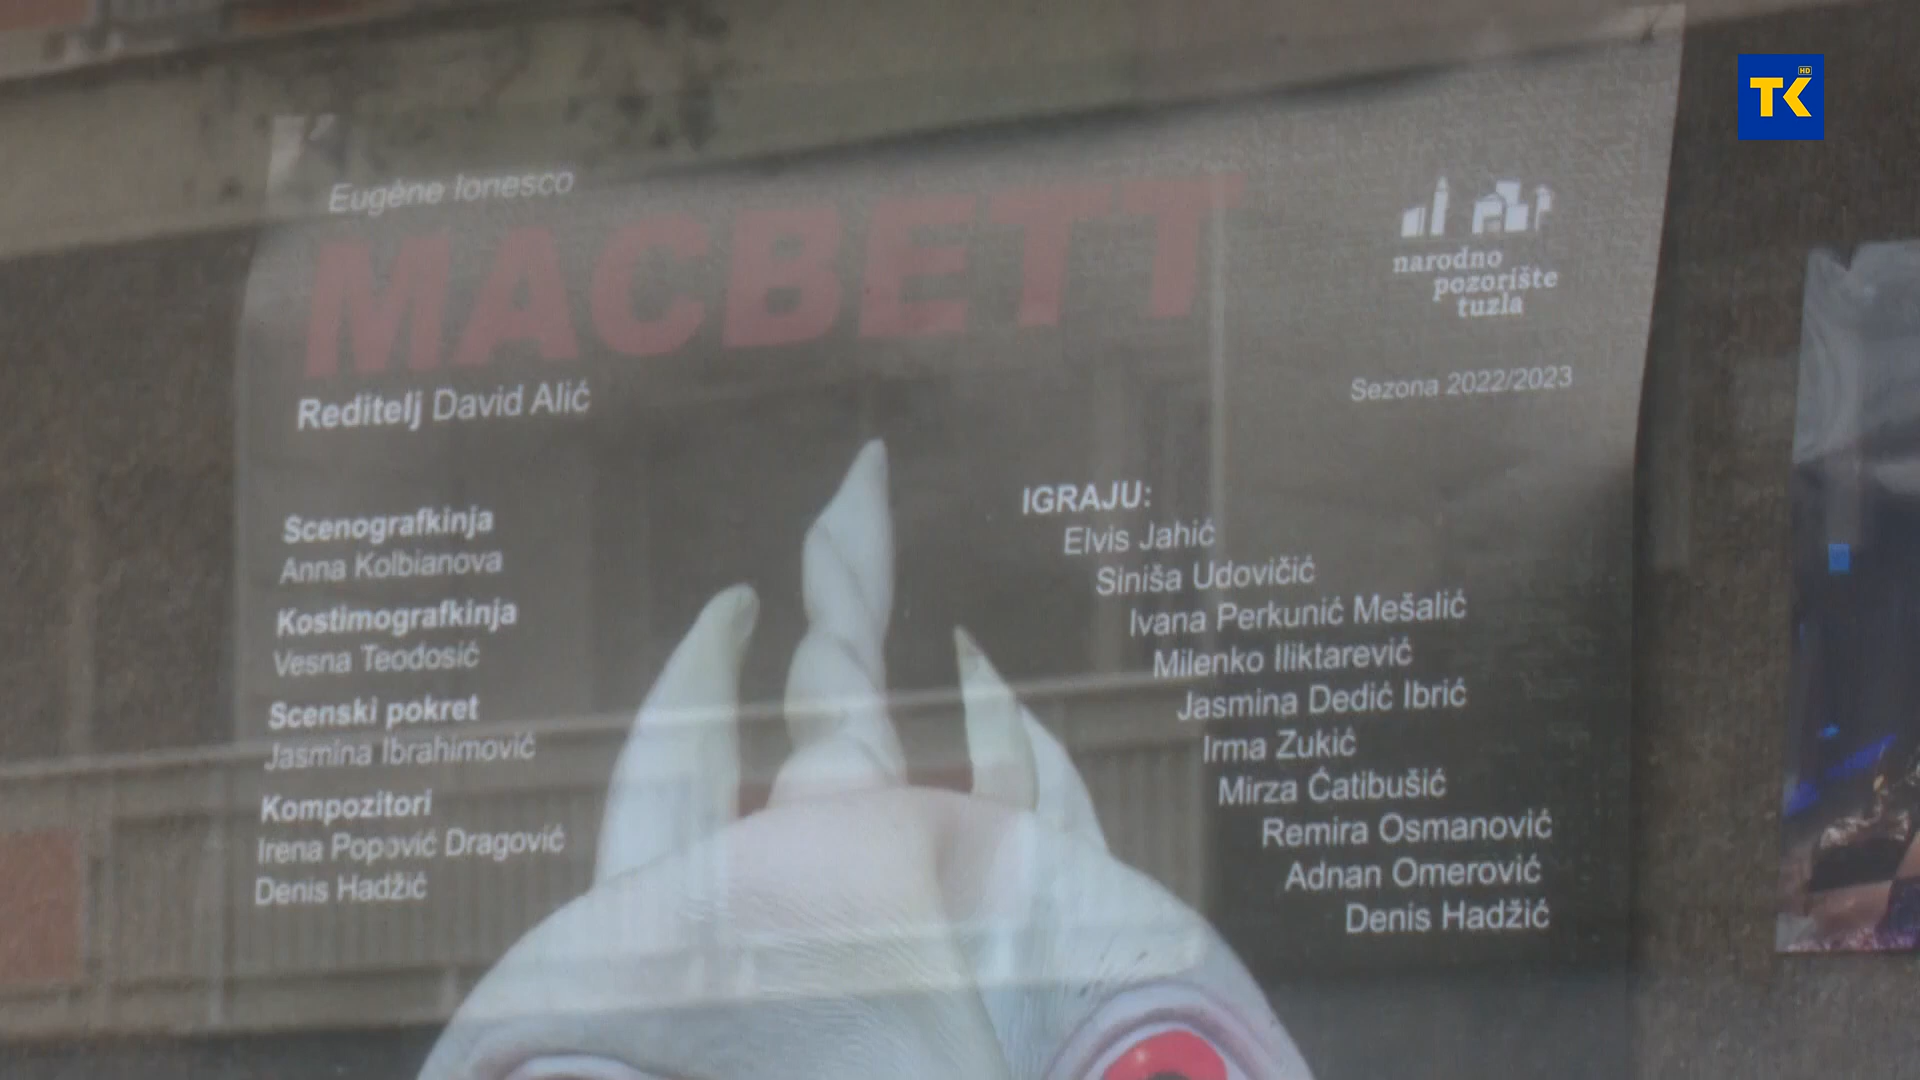 Eugène Ionesco
MACBETT
Reditelj David Alić
Scenografkinja
Anna Kolbianova
Kostimografkinja
Vesna Teodosić
Scenski pokret
Jasmina Ibrahimović
Kompozitori
Irena Popović Dragović
Denis Hadžić
narodno
pozorište
tuzla
Sezona 2022/2023
IGRAJU:
Elvis Jahić
Siniša Udovičić
Ivana Perkunić Mešalić
Milenko Iliktarević
Jasmina Dedić Ibrić
Irma Zukić
Mirza Ćatibušić
Remira Osmanović
Adnan Omerović
Denis Hadžić
TK HD